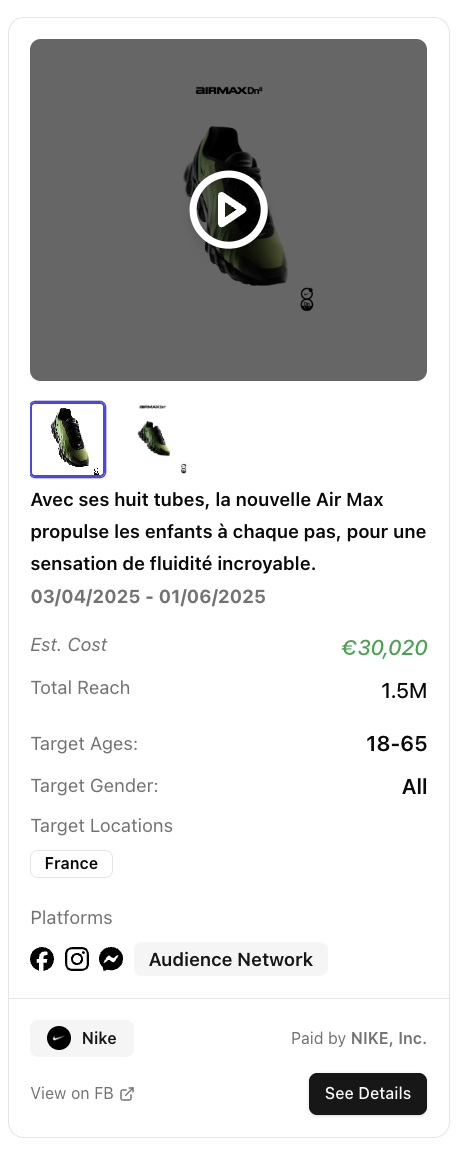 AIRMAX Dn8
AIRMAX Dn8
Avec ses huit tubes, la nouvelle Air Max
propulse les enfants à chaque pas, pour une
sensation de fluidité incroyable.
03/04/2025 - 01/06/2025
Est. Cost €30,020
Total Reach 1.5M
Target Ages: 18-65
Target Gender: All
Target Locations
France
Platforms
Audience Network
Nike Paid by NIKE, Inc.
View on FB See Details